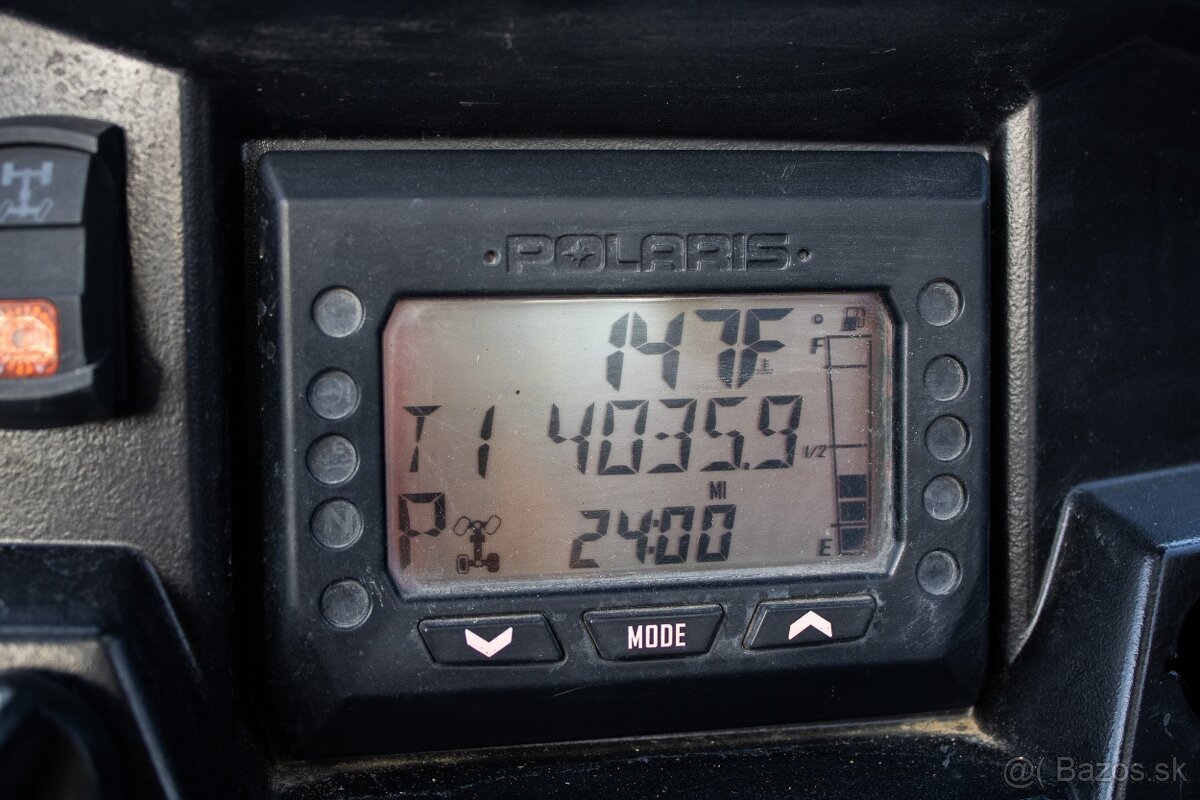 POLARIS
147F
F
T1 4035.9
1/2
MI
P 24:00
E
MODE
@( Bazos.sk